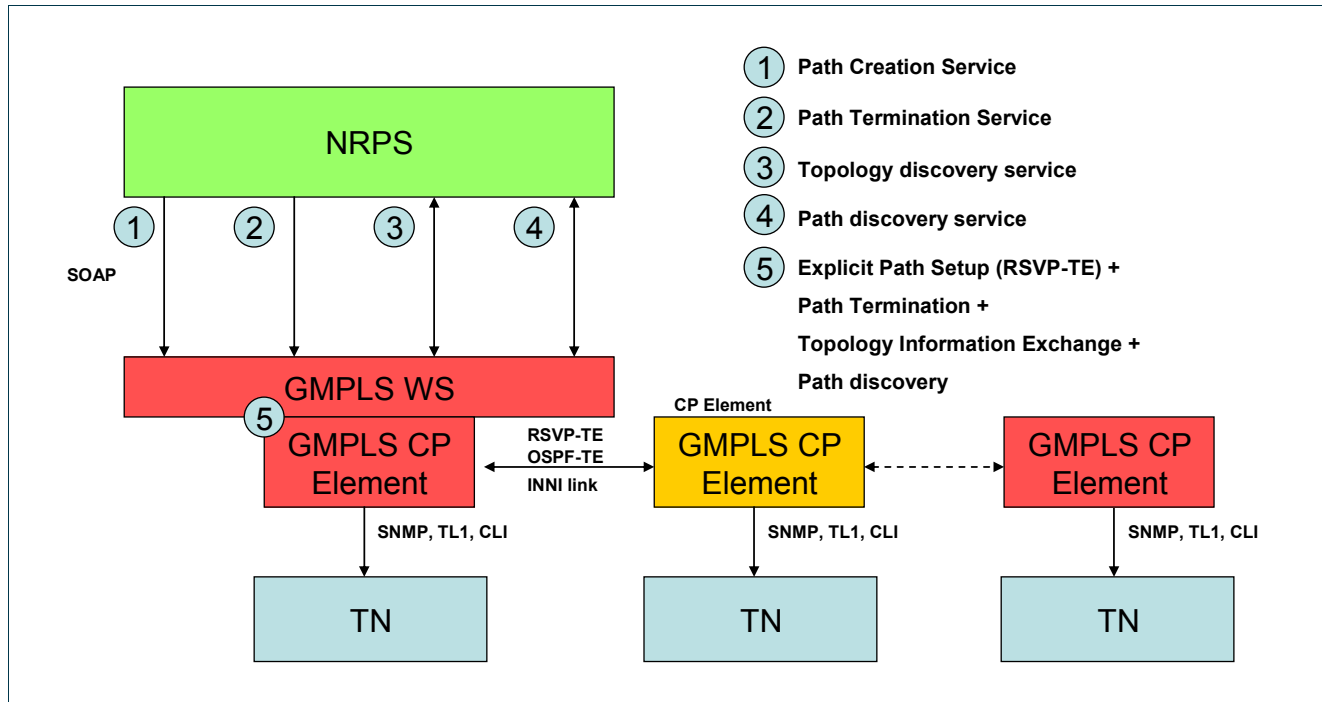 1 Path Creation Service
NRPS
2 Path Termination Service
3 Topology discovery service
1
2
3
4
4 Path discovery service
SOAP
5 Explicit Path Setup (RSVP-TE) +
Path Termination +
Topology Information Exchange +
Path discovery
GMPLS WS
5
CP Element
GMPLS CP
Element
RSVP-TE
OSPF-TE
INNI link
GMPLS CP
Element
GMPLS CP
Element
SNMP, TL1, CLI
SNMP, TL1, CLI
SNMP, TL1, CLI
TN
TN
TN